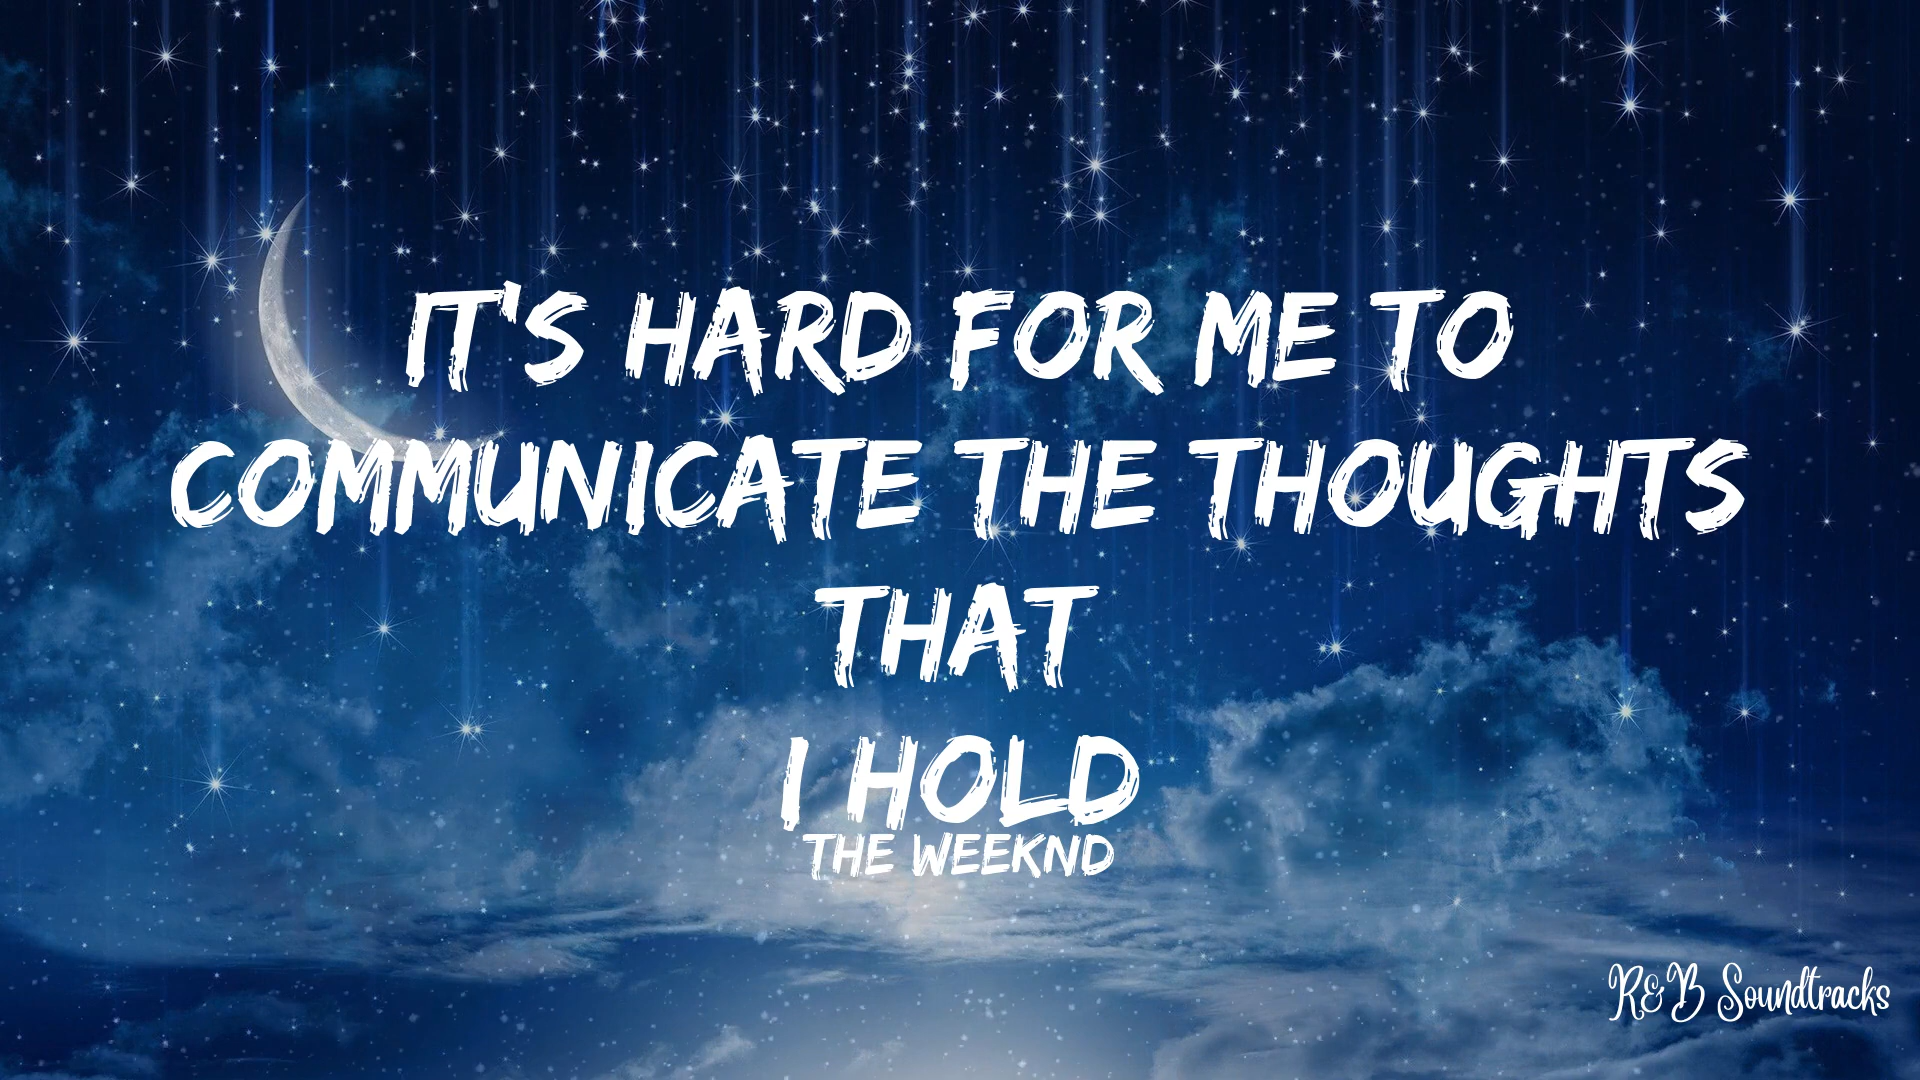 IT'S HARD FOR ME TO
COMMUNICATE THE THOUGHTS
THAT
I HOLD
THE WEEKND
R&B Soundtracks